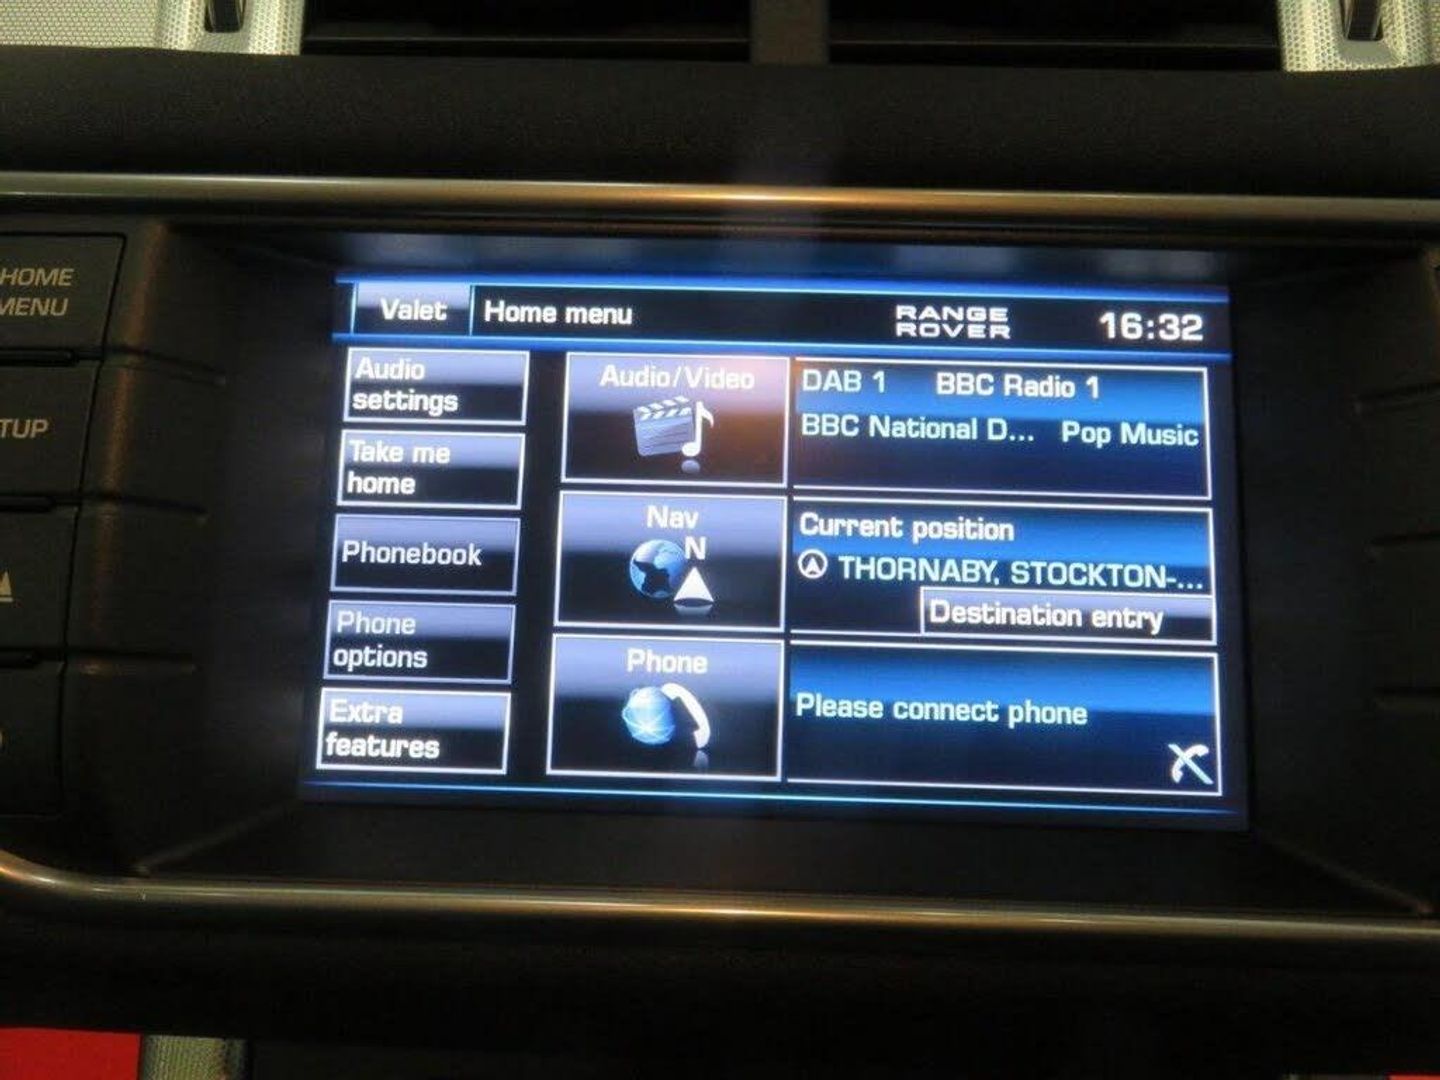 HOME
MENU
TUP
Valet
Home menu
RANGE
ROVER
16:32
Audio
settings
Take me
home
Phonebook
Phone
options
Extra
features
Audio/Video
DAB 1 BBC Radio 1
BBC National D... Pop Music
Nav
N
Current position
THORNABY, STOCKTON-...
Destination entry
Phone
Please connect phone